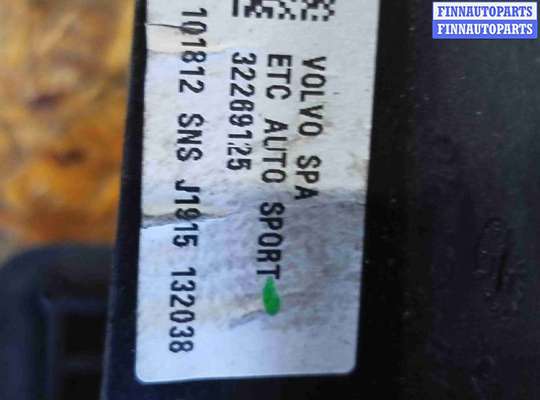 FINNAUTOPARTS
FINNAUTOPARTS
VOLVO SPA
ETC AUTO SPORT
32269125
101812 SNS J1915 132038